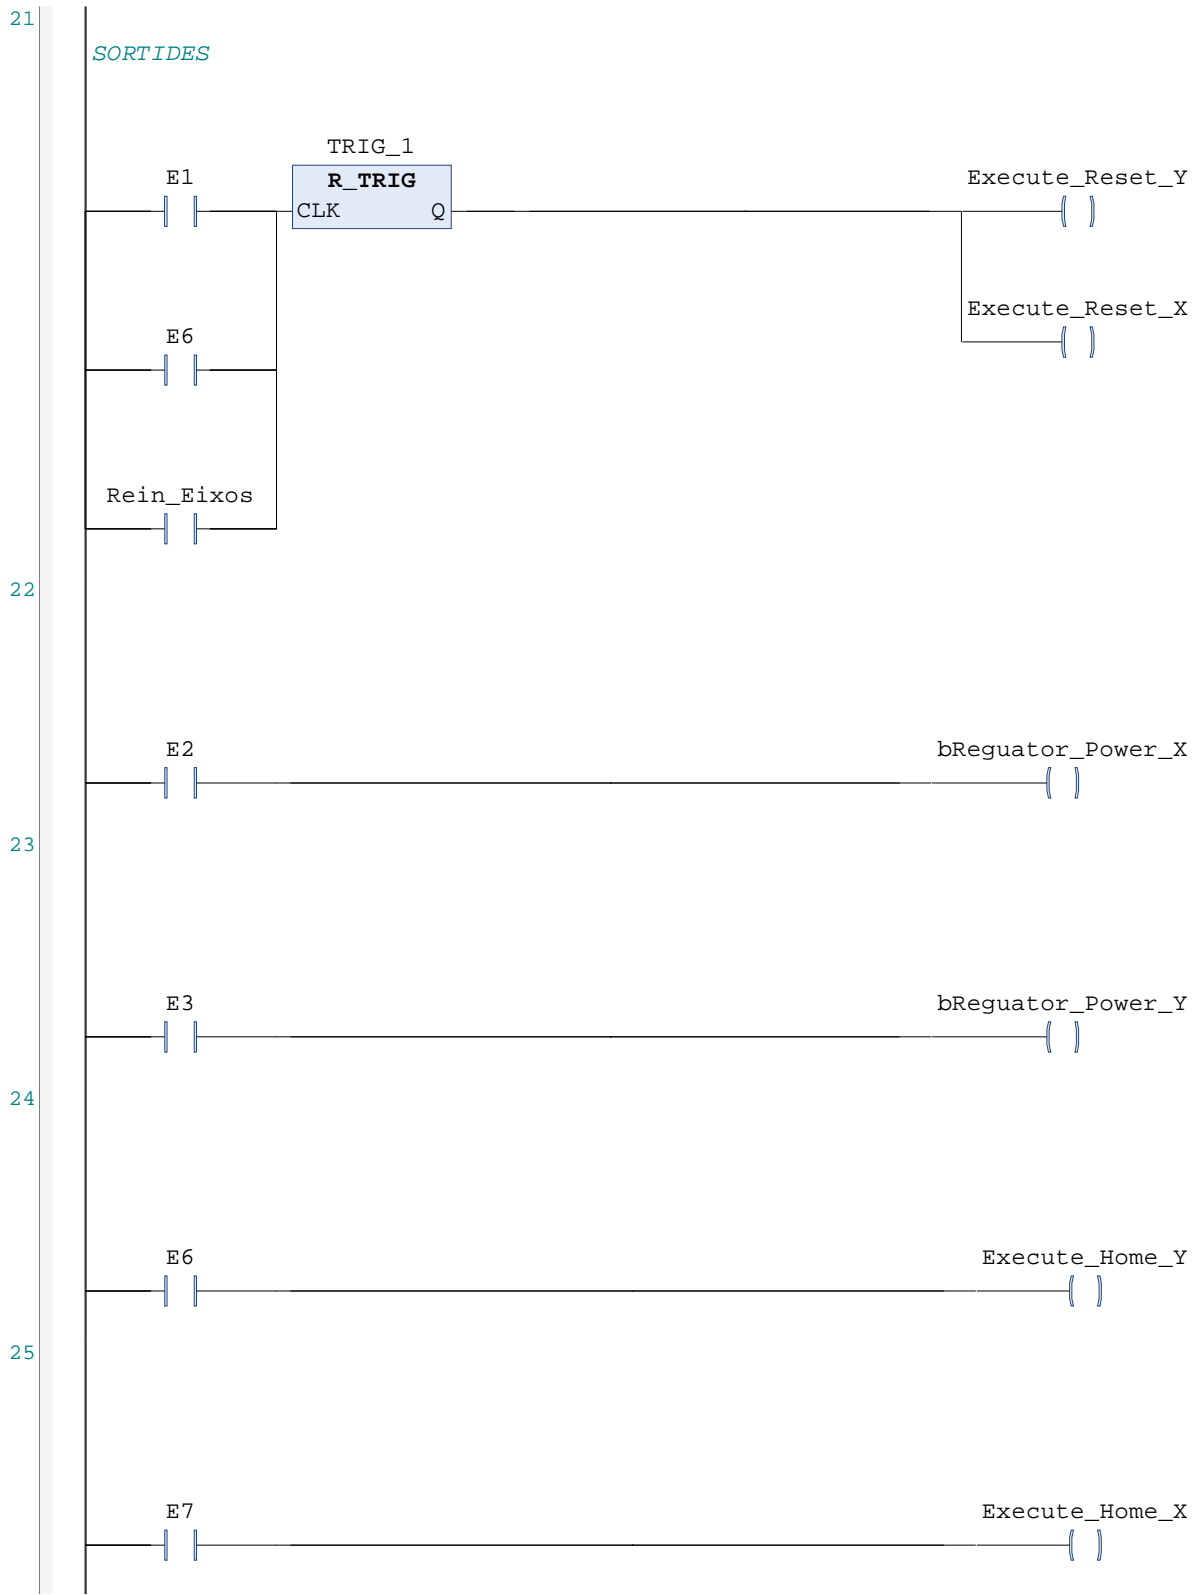 21
SORTIDES
TRIG_1
E1
R_TRIG
Execute_Reset_Y
CLK Q
Execute_Reset_X
E6
Rein_Eixos
22
E2
bReguator_Power_X
23
E3
bReguator_Power_Y
24
E6
Execute_Home_Y
25
E7
Execute_Home_X